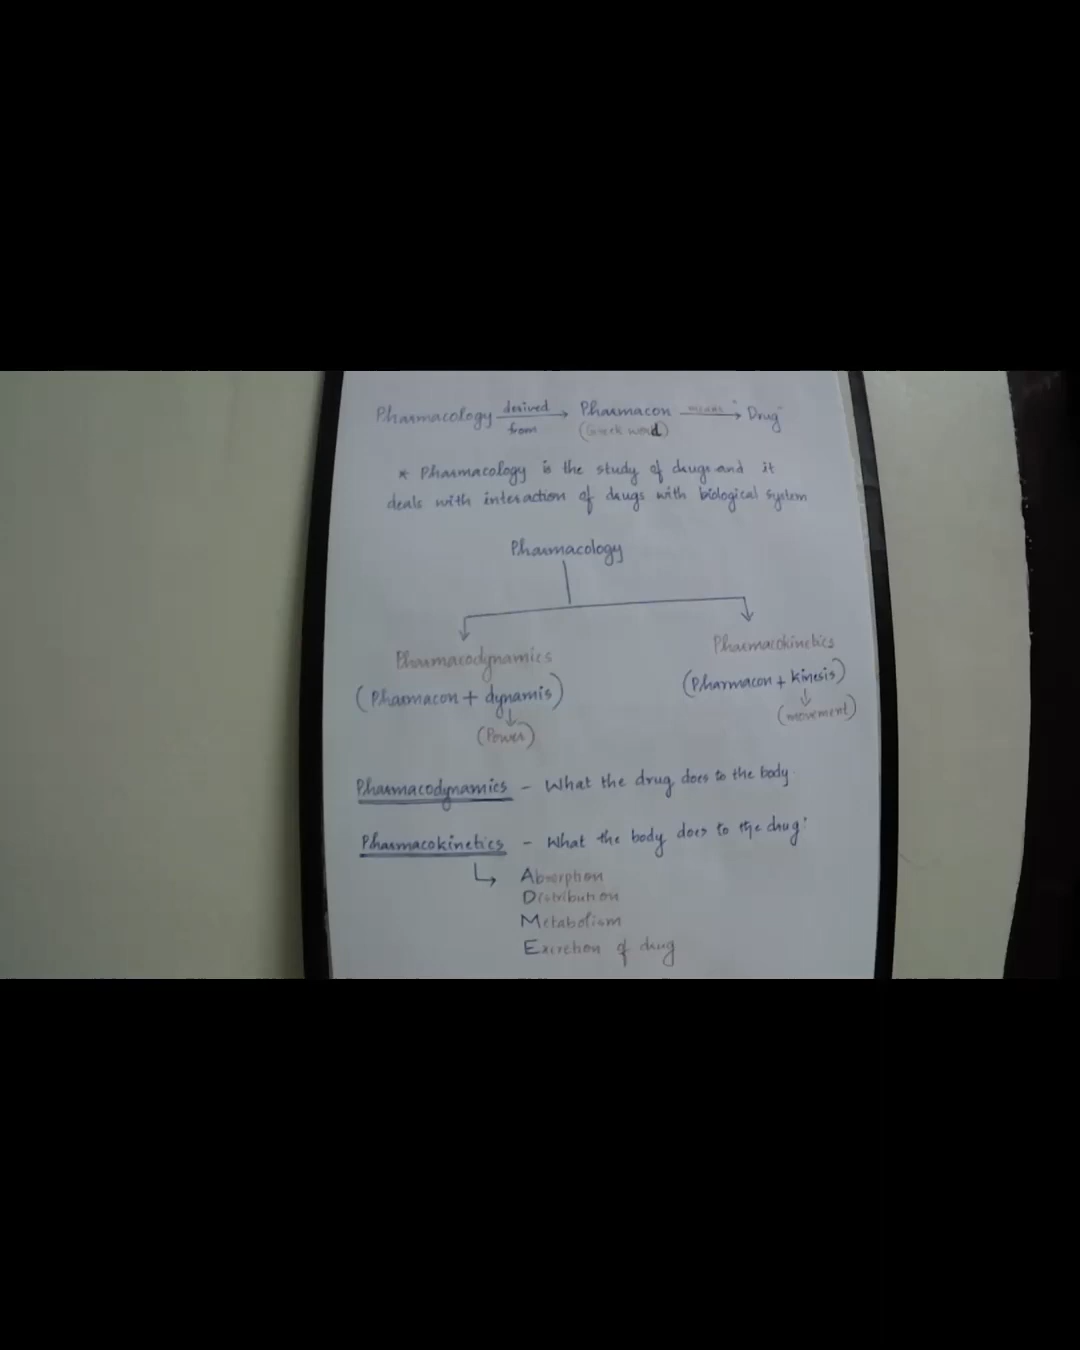 Pharmacology derived from → Pharmacon means → Drug
(Greek word)
* Pharmacology is the study of drugs and it
deals with interaction of drugs with biological system
Pharmacology
Pharmacodynamics Pharmacokinetics
(Pharmacon + dynamis) (Pharmacon + kinesis)
(Power) (movement)
Pharmacodynamics - What the drug does to the body.
Pharmacokinetics - What the body does to the drug.
Absorption
Distribution
Metabolism
Excretion of drug